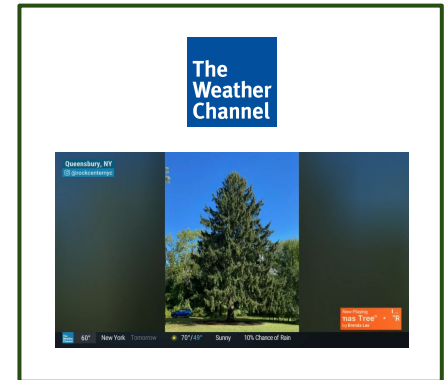 The
Weather
Channel
Queensbury, NY
@rockcenternyc
Now Playing
mas Tree" • "R
by Brenda Lee
60° New York Tomorrow 70°/49° Sunny 10% Chance of Rain